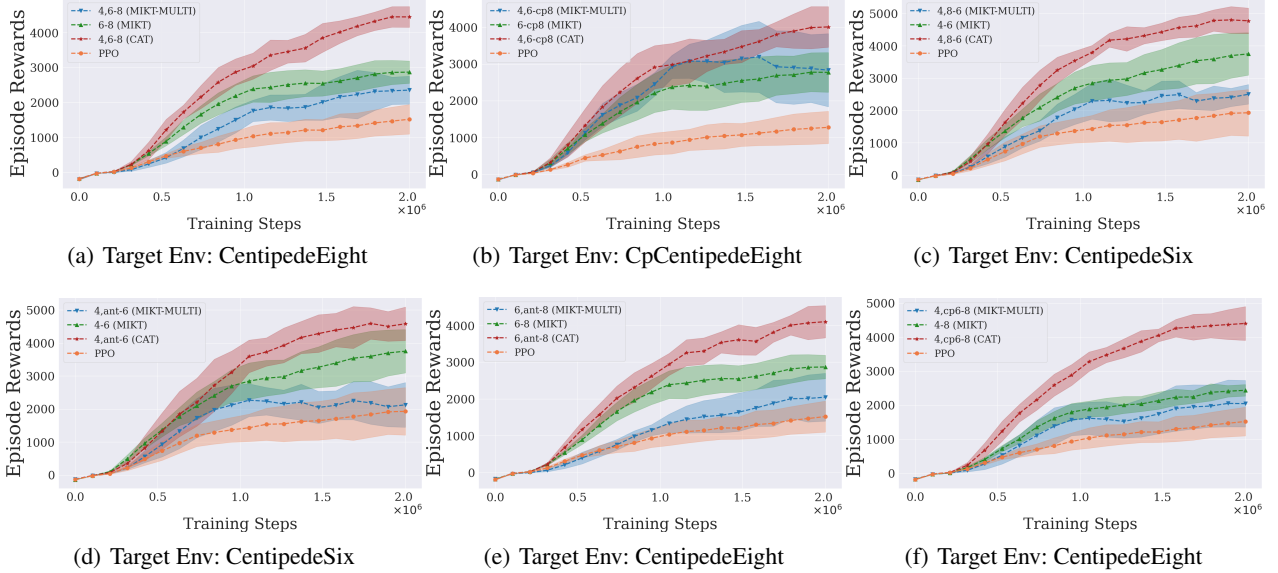 4,6-8 (MIKT-MULTI)
6-8 (MIKT)
4,6-8 (CAT)
PPO
Episode Rewards
4000
3000
2000
1000
0
0.0
0.5
1.0
1.5
2.0
×10⁶
Training Steps
(a) Target Env: CentipedeEight
4,6-cp8 (MIKT-MULTI)
6-cp8 (MIKT)
4,6-cp8 (CAT)
PPO
Episode Rewards
4000
3000
2000
1000
0
0.0
0.5
1.0
1.5
2.0
×10⁶
Training Steps
(b) Target Env: CpCentipedeEight
4,8-6 (MIKT-MULTI)
4-6 (MIKT)
4,8-6 (CAT)
PPO
Episode Rewards
5000
4000
3000
2000
1000
0
0.0
0.5
1.0
1.5
2.0
×10⁶
Training Steps
(c) Target Env: CentipedeSix
4,ant-6 (MIKT-MULTI)
4-6 (MIKT)
4,ant-6 (CAT)
PPO
Episode Rewards
5000
4000
3000
2000
1000
0
0.0
0.5
1.0
1.5
2.0
×10⁶
Training Steps
(d) Target Env: CentipedeSix
6,ant-8 (MIKT-MULTI)
6-8 (MIKT)
6,ant-8 (CAT)
PPO
Episode Rewards
4000
3000
2000
1000
0
0.0
0.5
1.0
1.5
2.0
×10⁶
Training Steps
(e) Target Env: CentipedeEight
4,cp6-8 (MIKT-MULTI)
4-8 (MIKT)
4,cp6-8 (CAT)
PPO
Episode Rewards
5000
4000
3000
2000
1000
0
0.0
0.5
1.0
1.5
2.0
×10⁶
Training Steps
(f) Target Env: CentipedeEight